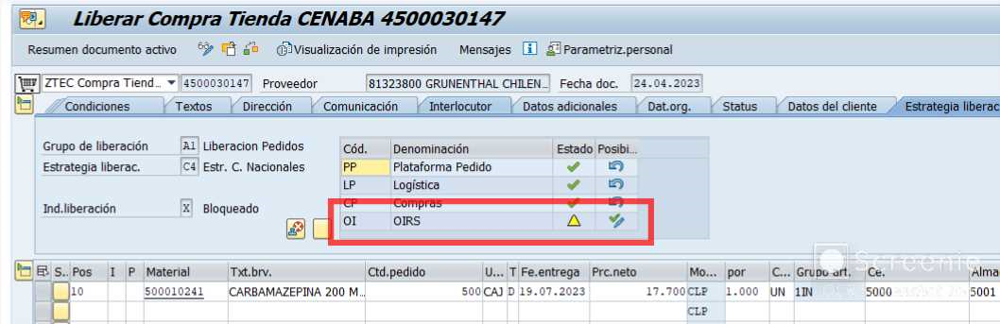 Liberar Compra Tienda CENABA 4500030147
Resumen documento activo Visualización de impresión Mensajes Parametriz.personal
ZTEC Compra Tiend... 4500030147 Proveedor 81323800 GRUNENTHAL CHILEN... Fecha doc. 24.04.2023
Condiciones Textos Dirección Comunicación Interlocutor Datos adicionales Dat.org. Status Datos del cliente Estrategia liberac
Grupo de liberación A1 Liberacion Pedidos Cód. Denominación Estado Posibi...
Estrategia liberac. C4 Estr. C. Nacionales PP Plataforma Pedido
LP Logística
Ind.liberación X Bloqueado CP Compras
OI OIRS
Screenie
S.. Pos I P Material Txt.brv. Ctd.pedido U... T Fe.entrega Prc.neto Mo... por C... Grupo art. Ce. Alma
10 500010241 CARBAMAZEPINA 200 M... 500 CAJ D 19.07.2023 17.700 CLP 1.000 UN 1IN 5000 5001
CLP